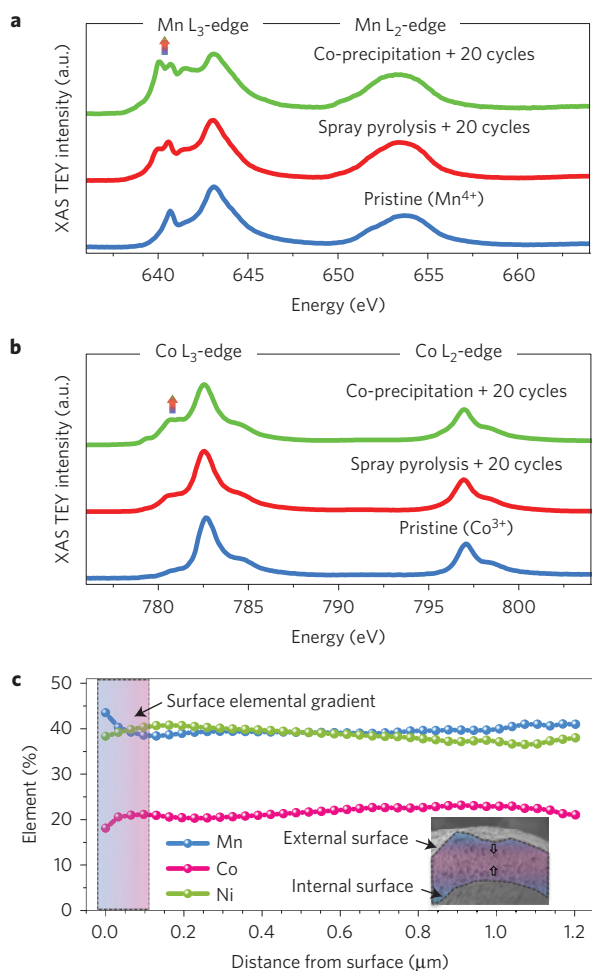 a
Mn L₃-edge
Mn L₂-edge
Co-precipitation + 20 cycles
Spray pyrolysis + 20 cycles
Pristine (Mn⁴⁺)
XAS TEY intensity (a.u.)
640 645 650 655 660
Energy (eV)
b
Co L₃-edge
Co L₂-edge
Co-precipitation + 20 cycles
Spray pyrolysis + 20 cycles
Pristine (Co³⁺)
XAS TEY intensity (a.u.)
780 785 790 795 800
Energy (eV)
c
50
40
30
20
10
0
Element (%)
Surface elemental gradient
Mn
Co
Ni
External surface
Internal surface
0.0 0.2 0.4 0.6 0.8 1.0 1.2
Distance from surface (μm)